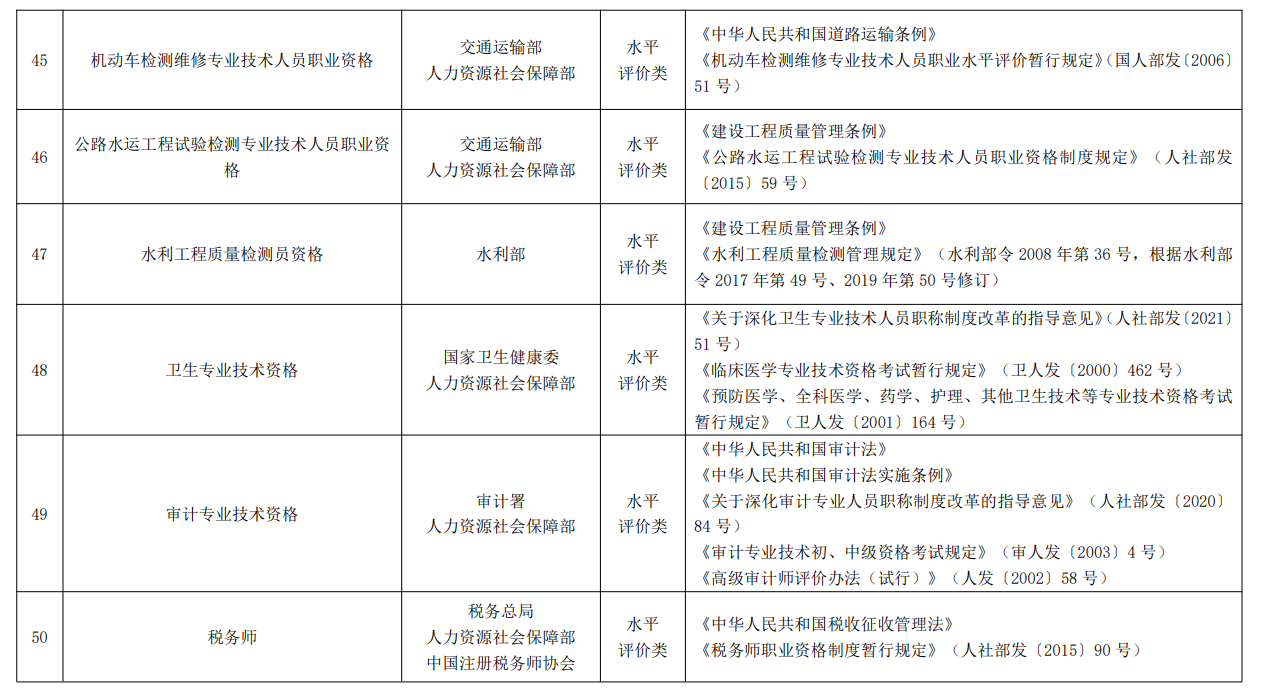 45
机动车检测维修专业技术人员职业资格
交通运输部
人力资源社会保障部
水平
评价类
《中华人民共和国道路运输条例》
《机动车检测维修专业技术人员职业水平评价暂行规定》（国人部发〔2006〕
51 号）
46
公路水运工程试验检测专业技术人员职业资
格
交通运输部
人力资源社会保障部
水平
评价类
《建设工程质量管理条例》
《公路水运工程试验检测专业技术人员职业资格制度规定》（人社部发
〔2015〕59 号）
47
水利工程质量检测员资格
水利部
水平
评价类
《建设工程质量管理条例》
《水利工程质量检测管理规定》（水利部令 2008 年第 36 号，根据水利部
令 2017 年第 49 号、2019 年第 50 号修订）
48
卫生专业技术资格
国家卫生健康委
人力资源社会保障部
水平
评价类
《关于深化卫生专业技术人员职称制度改革的指导意见》（人社部发〔2021〕
51 号）
《临床医学专业技术资格考试暂行规定》（卫人发〔2000〕462 号）
《预防医学、全科医学、药学、护理、其他卫生技术等专业技术资格考试
暂行规定》（卫人发〔2001〕164 号）
49
审计专业技术资格
审计署
人力资源社会保障部
水平
评价类
《中华人民共和国审计法》
《中华人民共和国审计法实施条例》
《关于深化审计专业人员职称制度改革的指导意见》（人社部发〔2020〕
84 号）
《审计专业技术初、中级资格考试规定》（审人发〔2003〕4 号）
《高级审计师评价办法（试行）》（人发〔2002〕58 号）
50
税务师
税务总局
人力资源社会保障部
中国注册税务师协会
水平
评价类
《中华人民共和国税收征收管理法》
《税务师职业资格制度暂行规定》（人社部发〔2015〕90 号）